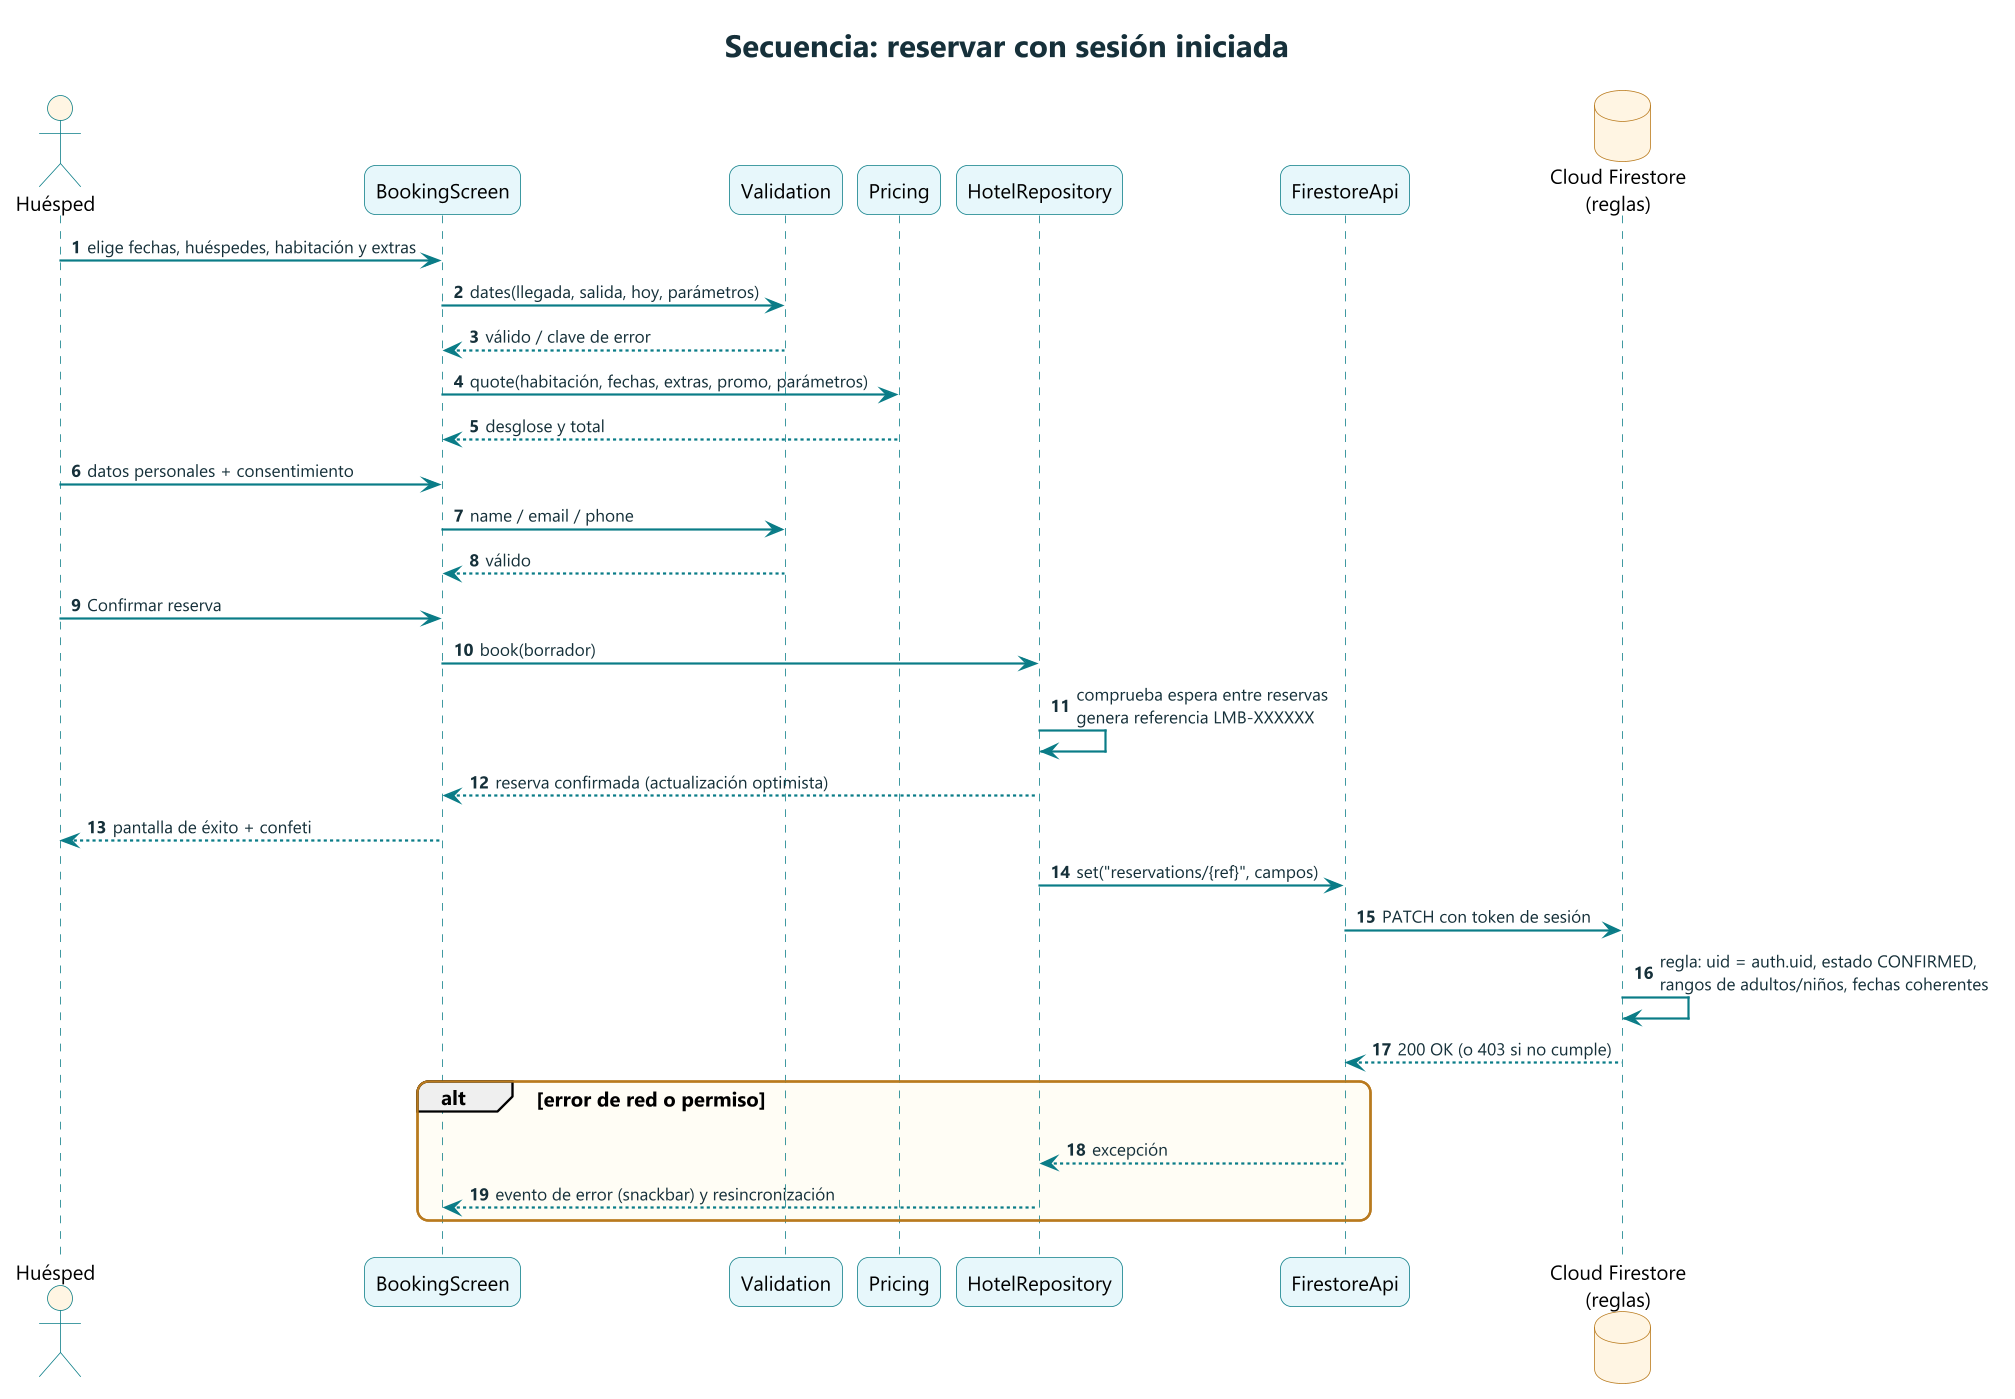 Secuencia: reservar con sesión iniciada
Huésped
BookingScreen
Validation
Pricing
HotelRepository
FirestoreApi
Cloud Firestore
(reglas)
1 elige fechas, huéspedes, habitación y extras
2 dates(llegada, salida, hoy, parámetros)
3 válido / clave de error
4 quote(habitación, fechas, extras, promo, parámetros)
5 desglose y total
6 datos personales + consentimiento
7 name / email / phone
8 válido
9 Confirmar reserva
10 book(borrador)
11 comprueba espera entre reservas
genera referencia LMB-XXXXXX
12 reserva confirmada (actualización optimista)
13 pantalla de éxito + confeti
14 set("reservations/{ref}", campos)
15 PATCH con token de sesión
16 regla: uid = auth.uid, estado CONFIRMED,
rangos de adultos/niños, fechas coherentes
17 200 OK (o 403 si no cumple)
alt [error de red o permiso]
18 excepción
19 evento de error (snackbar) y resincronización
Huésped
BookingScreen
Validation
Pricing
HotelRepository
FirestoreApi
Cloud Firestore
(reglas)